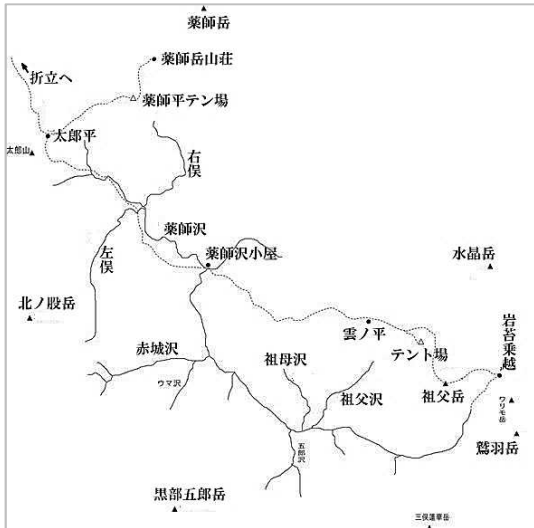 薬師岳
薬師岳山荘
折立へ
薬師平テン場
太郎平
太郎山
右俣
薬師沢
左俣
薬師沢小屋
水晶岳
北ノ股岳
雲ノ平
岩苔乗越
赤城沢
テント場
祖母沢
ウマ沢
祖父沢
祖父岳
ワリモ岳
五郎沢
鷲羽岳
黒部五郎岳
三俣蓮華岳